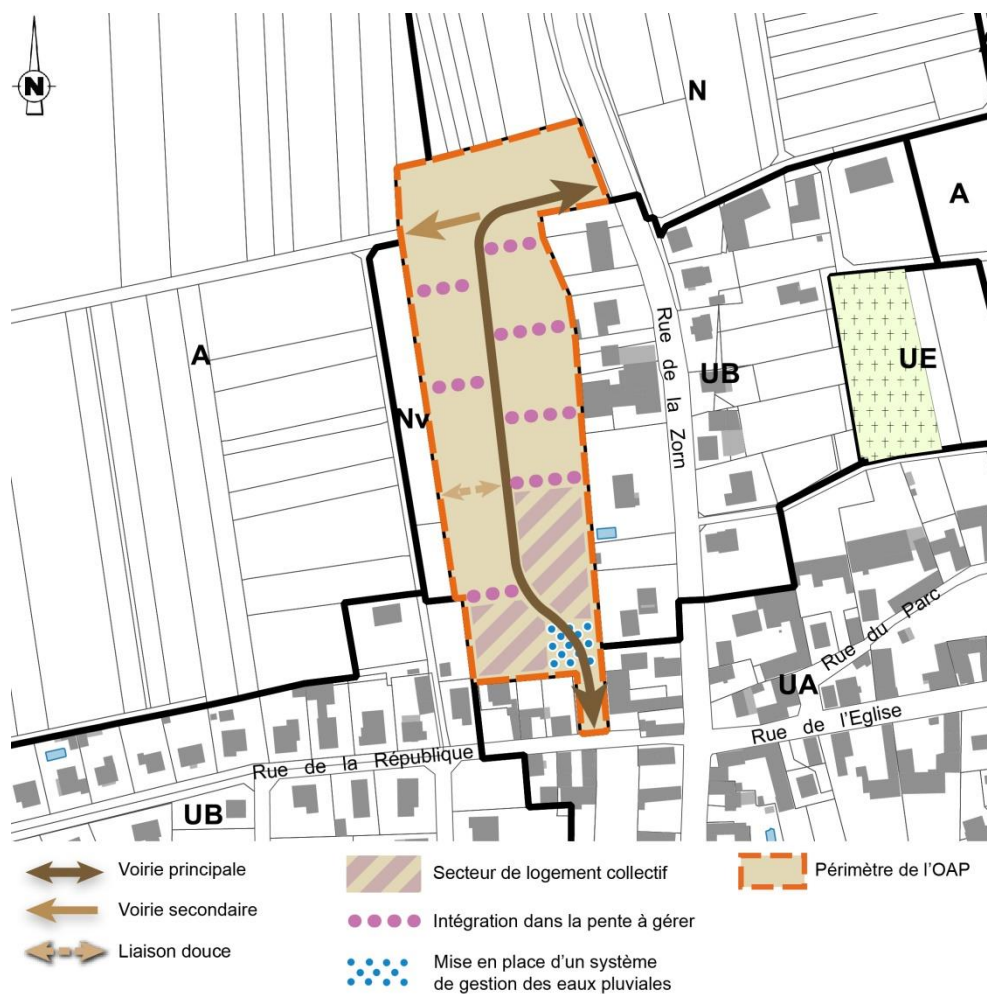 N
N
A
A
UE
Rue de la Zorn
UB
Nv
Rue du Parc
UA
Rue de l'Eglise
Rue de la République
UB
Voirie principale
Voirie secondaire
Liaison douce
Secteur de logement collectif
Intégration dans la pente à gérer
Mise en place d'un système
de gestion des eaux pluviales
Périmètre de l'OAP